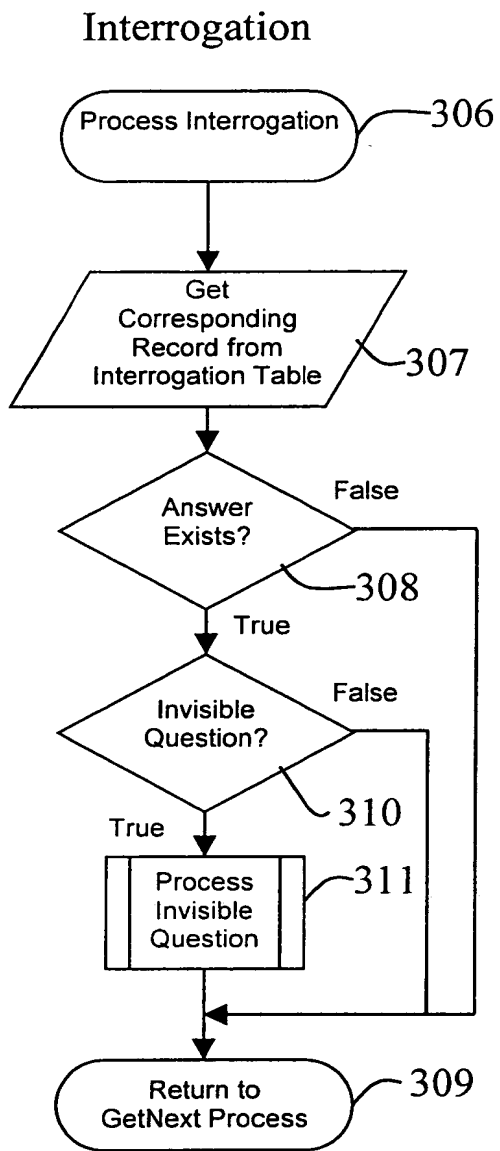 Interrogation
Process Interrogation
306
Get
Corresponding
Record from
Interrogation Table
307
Answer
Exists?
False
308
True
Invisible
Question?
False
310
True
Process
Invisible
Question
311
Return to
GetNext Process
309